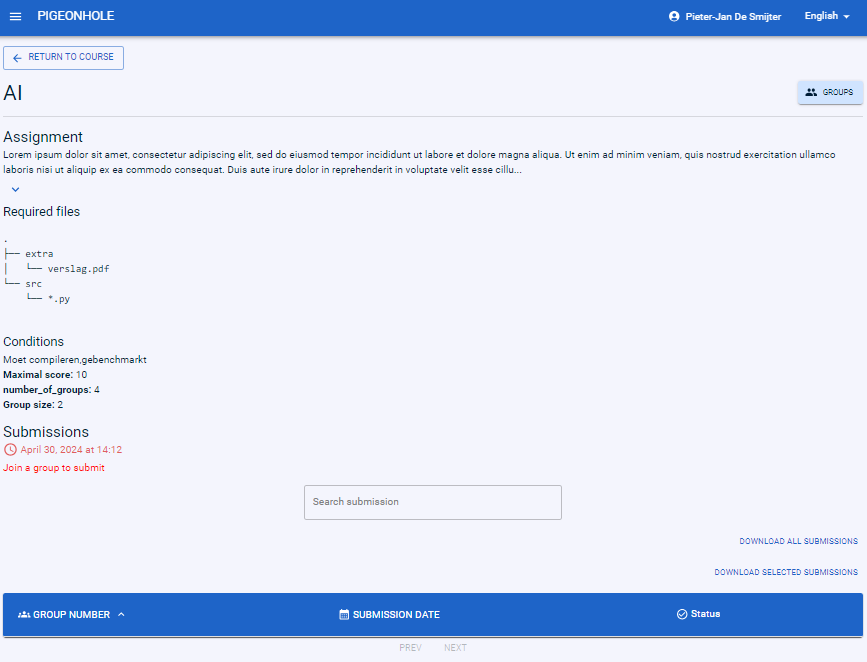 PIGEONHOLE
Pieter-Jan De Smijter
English
RETURN TO COURSE
AI
GROUPS
Assignment
Lorem ipsum dolor sit amet, consectetur adipiscing elit, sed do eiusmod tempor incididunt ut labore et dolore magna aliqua. Ut enim ad minim veniam, quis nostrud exercitation ullamco
laboris nisi ut aliquip ex ea commodo consequat. Duis aute irure dolor in reprehenderit in voluptate velit esse cillu...
Required files
.
├── extra
│   └── verslag.pdf
└── src
    └── *.py
Conditions
Moet compileren,gebenchmarkt
Maximal score: 10
number_of_groups: 4
Group size: 2
Submissions
April 30, 2024 at 14:12
Join a group to submit
Search submission
DOWNLOAD ALL SUBMISSIONS
DOWNLOAD SELECTED SUBMISSIONS
GROUP NUMBER
SUBMISSION DATE
Status
PREV
NEXT